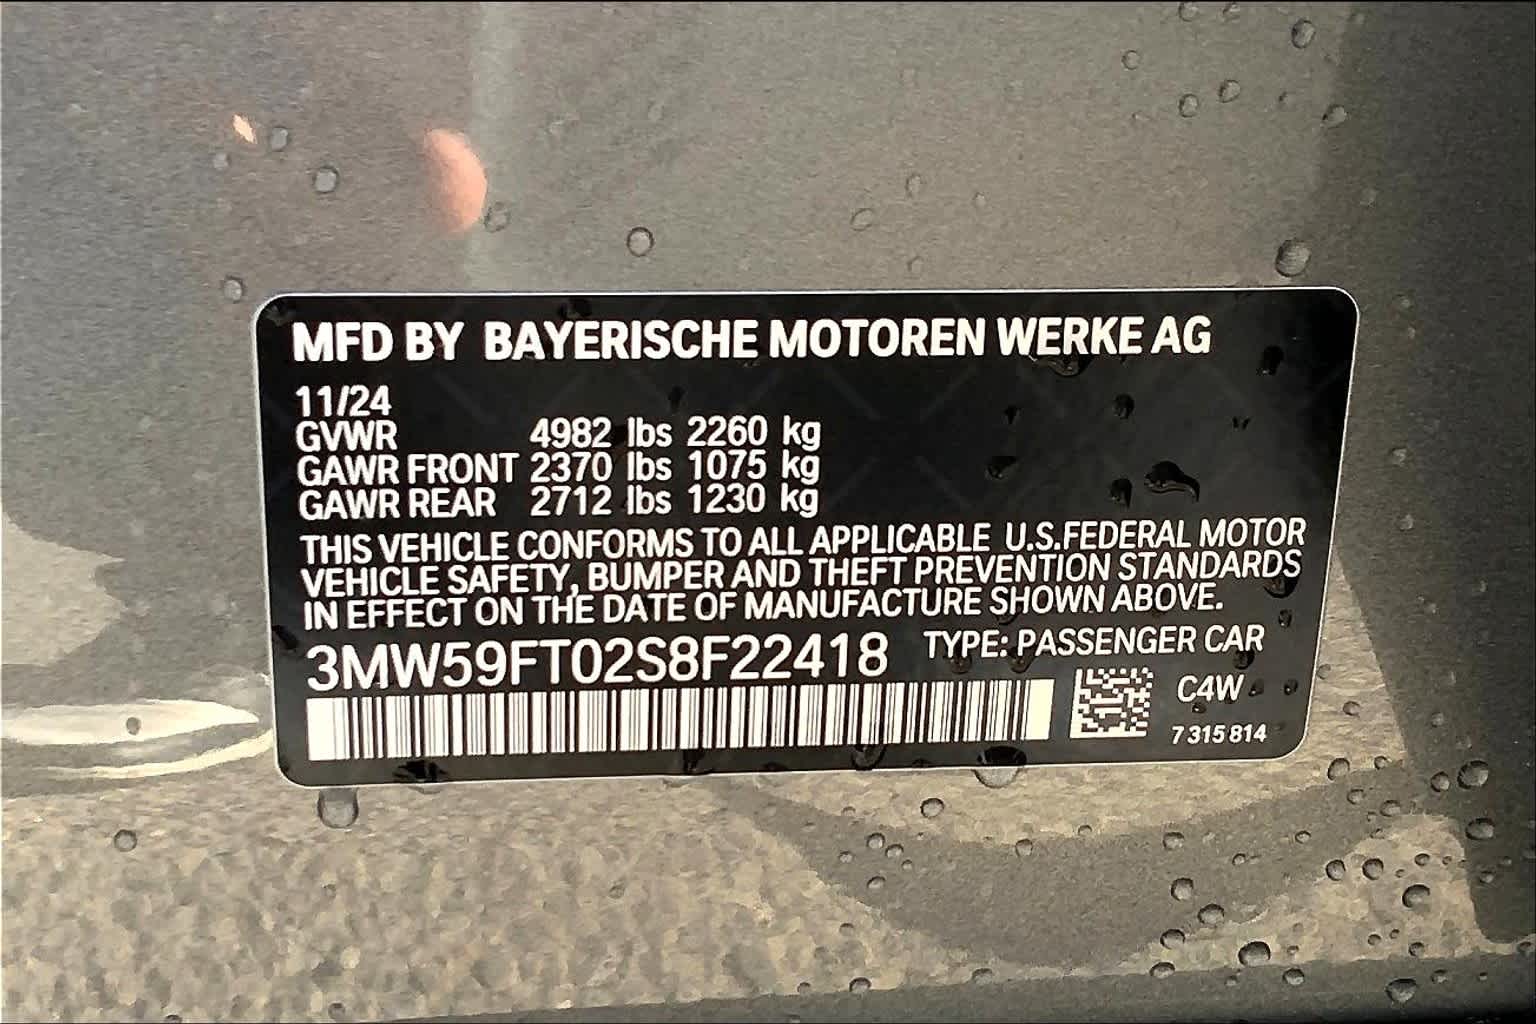 MFD BY BAYERISCHE MOTOREN WERKE AG
11/24
GVWR 4982 lbs 2260 kg
GAWR FRONT 2370 lbs 1075 kg
GAWR REAR 2712 lbs 1230 kg
THIS VEHICLE CONFORMS TO ALL APPLICABLE U.S.FEDERAL MOTOR
VEHICLE SAFETY, BUMPER AND THEFT PREVENTION STANDARDS
IN EFFECT ON THE DATE OF MANUFACTURE SHOWN ABOVE.
3MW59FT02S8F22418 TYPE: PASSENGER CAR
C4W
7 315 814